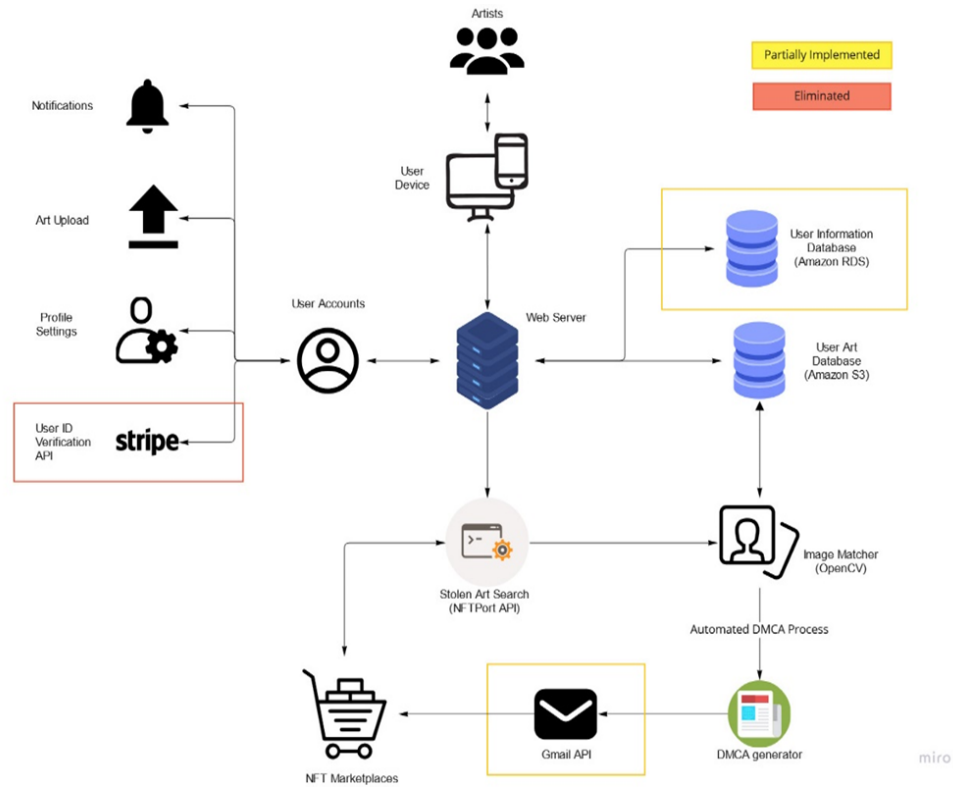 Artists
Partially Implemented
Eliminated
Notifications
User
Device
Art Upload
User Information
Database
(Amazon RDS)
Profile
Settings
User Accounts
Web Server
User Art
Database
(Amazon S3)
User ID
Verification
API
stripe
Stolen Art Search
(NFTPort API)
Image Matcher
(OpenCV)
Automated DMCA Process
Gmail API
DMCA generator
NFT Marketplaces
miro